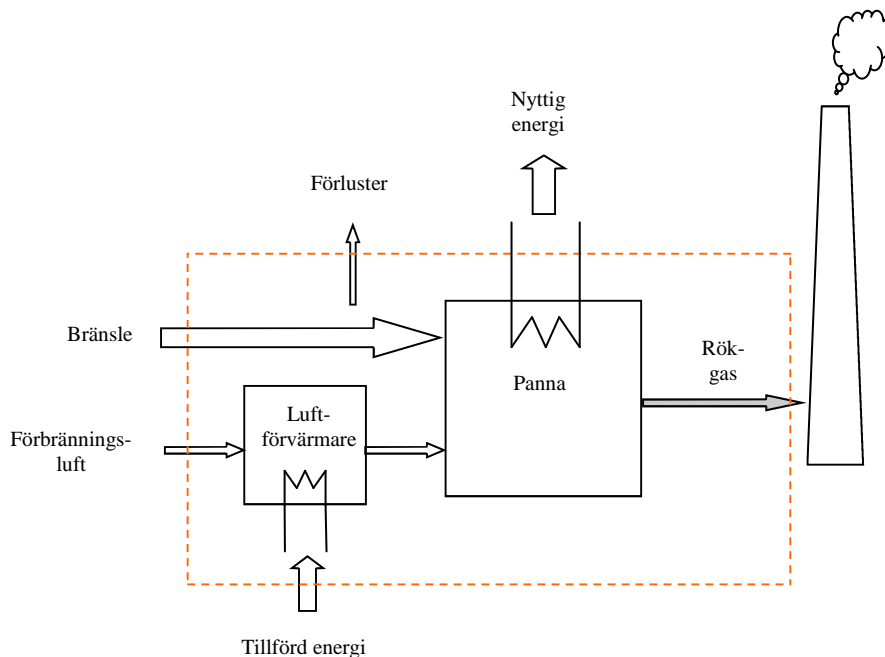 Nyttig
energi
Förluster
Bränsle
Rök-
gas
Panna
Luft-
förvärmare
Förbrännings-
luft
Tillförd energi